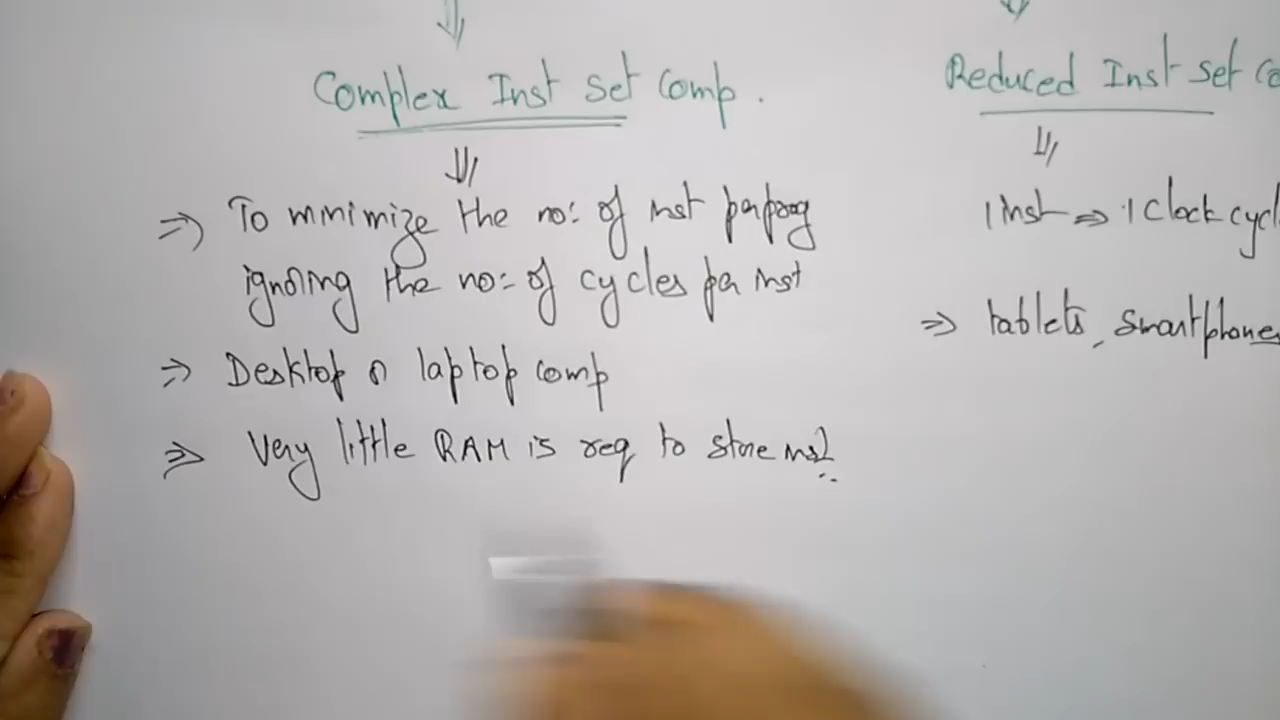 Complex Inst set Comp.
To minimize the no: of inst per prog
ignoring the no: of cycles per inst
⇒ Desktop or laptop comp
⇒ Very little RAM is req to store inst
Reduced Inst set Co
1 Inst ⇒ 1 Clock cycl
⇒ tablets, Smartphones